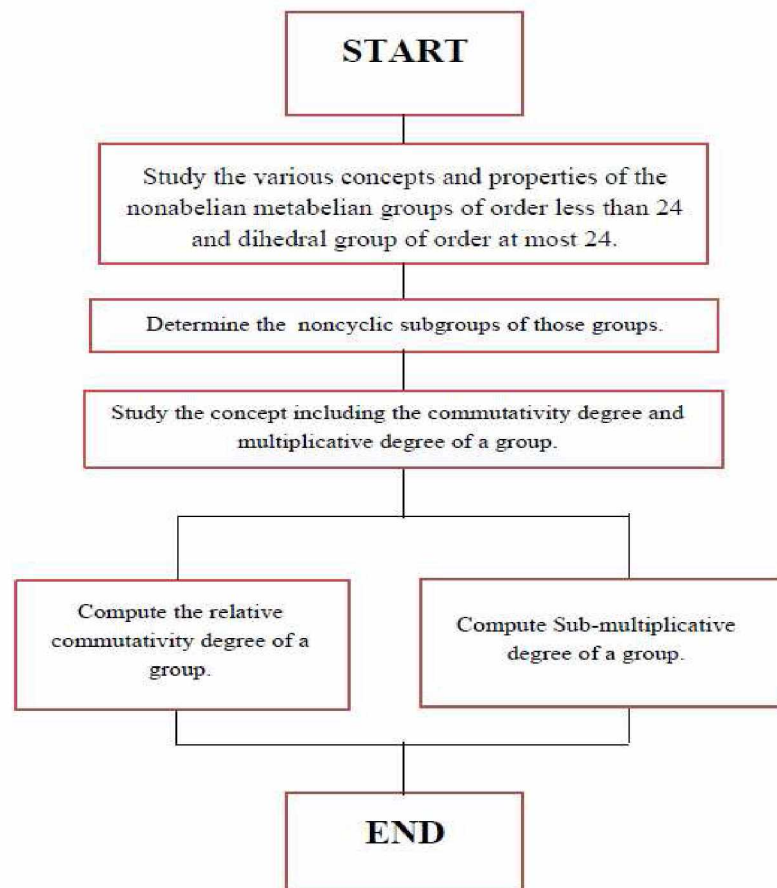 START
Study the various concepts and properties of the
nonabelian metabelian groups of order less than 24
and dihedral group of order at most 24.
Determine the noncyclic subgroups of those groups.
Study the concept including the commutativity degree and
multiplicative degree of a group.
Compute the relative
commutativity degree of a
group.
Compute Sub-multiplicative
degree of a group.
END